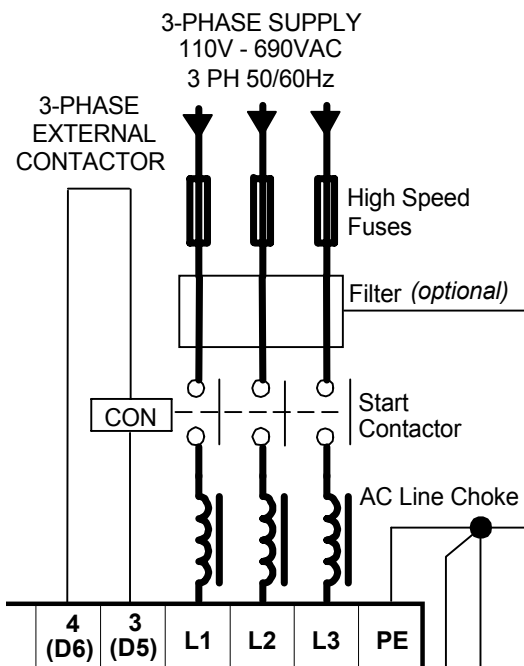 3-PHASE SUPPLY
110V - 690VAC
3 PH 50/60Hz
3-PHASE
EXTERNAL
CONTACTOR
High Speed
Fuses
Filter (optional)
CON
Start
Contactor
AC Line Choke
4
(D6)
3
(D5)
L1
L2
L3
PE